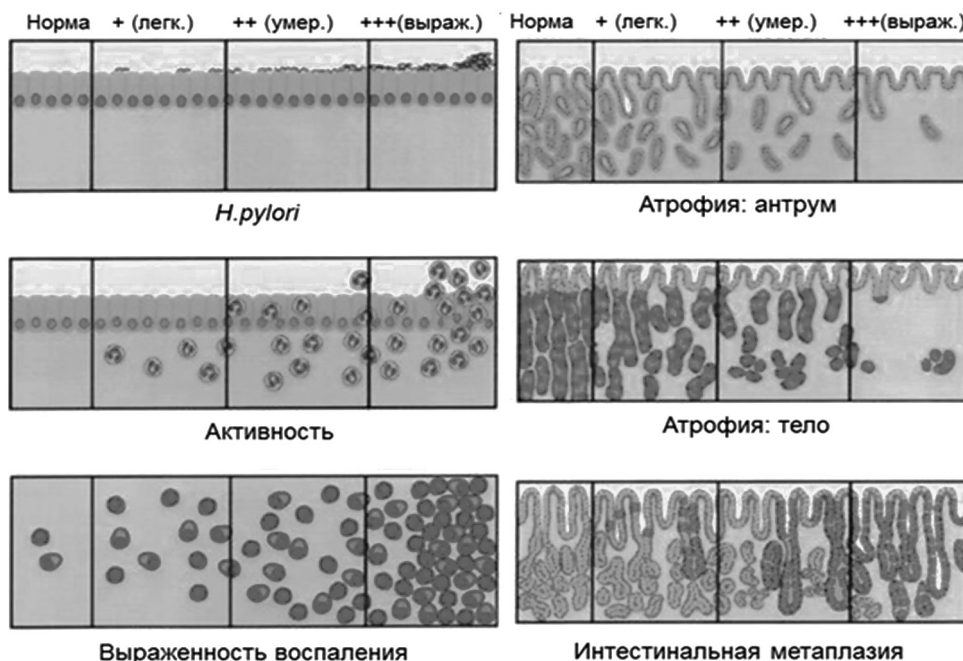 Норма + (легк.) ++ (умер.) +++(выраж.)
H.pylori
Активность
Выраженность воспаления
Норма + (легк.) ++ (умер.) +++(выраж.)
Атрофия: антрум
Атрофия: тело
Интестинальная метаплазия